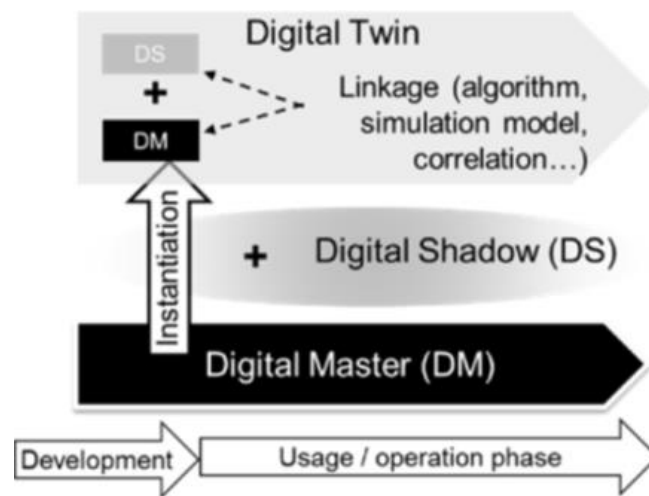 Digital Twin
DS
+
DM
Linkage (algorithm,
simulation model,
correlation…)
Instantiation
+ Digital Shadow (DS)
Digital Master (DM)
Development
Usage / operation phase